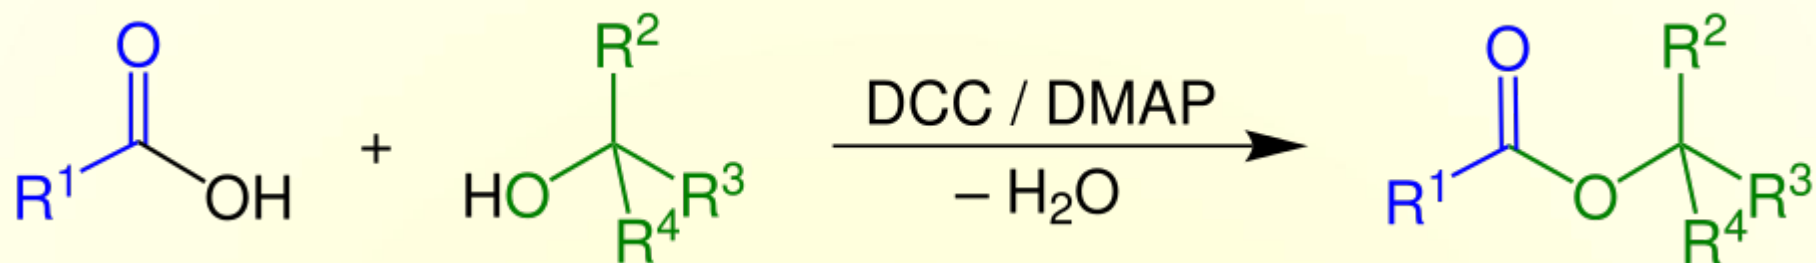 O
R¹ OH
+
R²
HO R³
R⁴
DCC / DMAP
– H₂O
O
R¹ O
R²
R³
R⁴